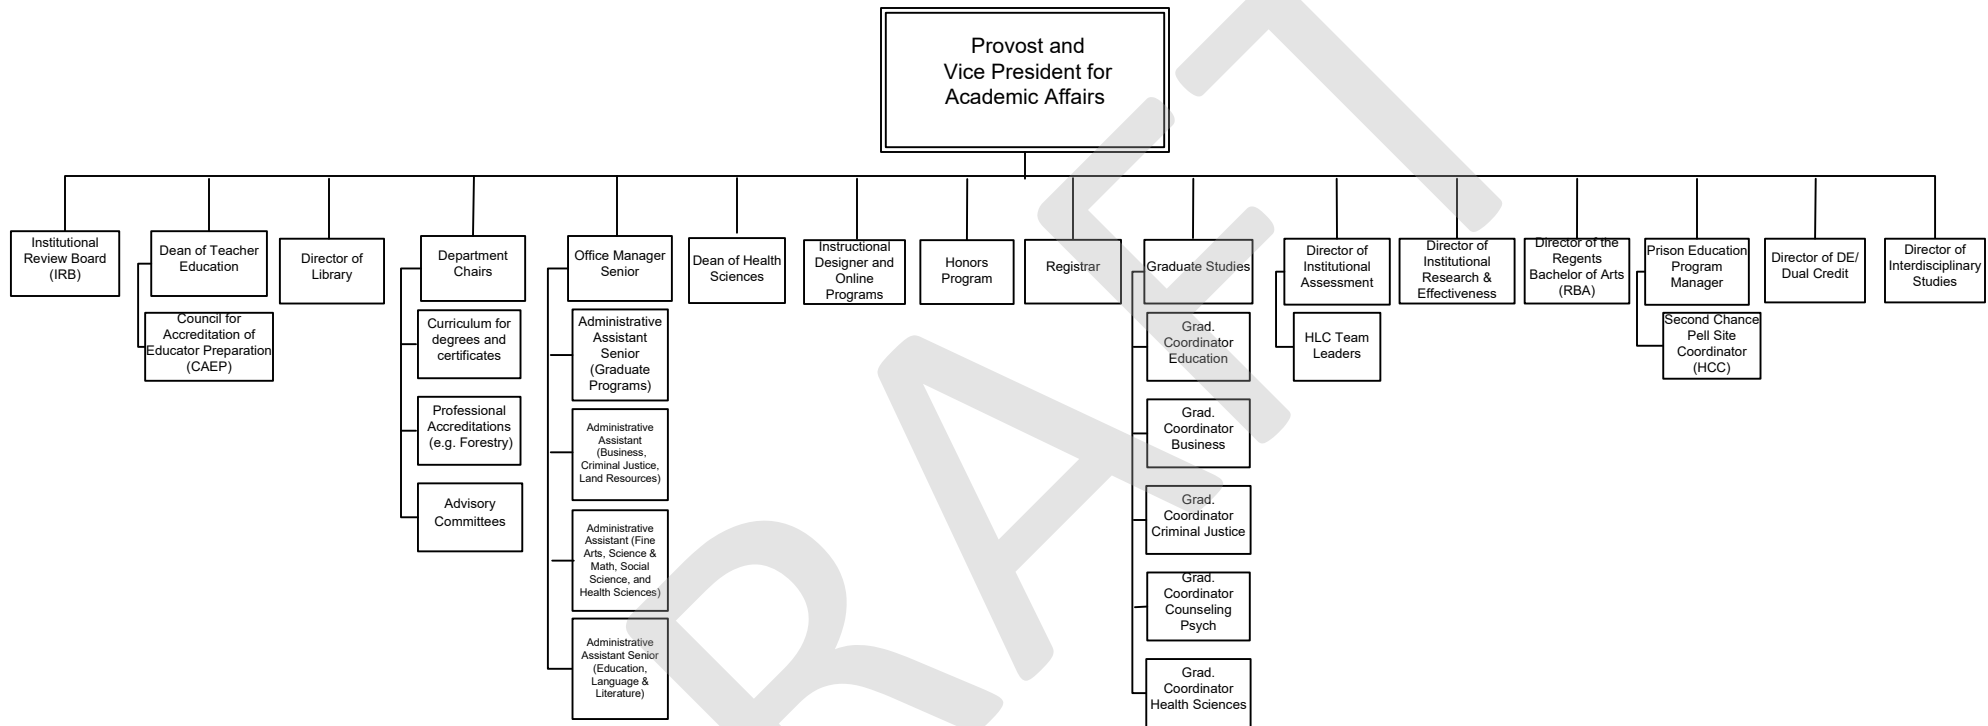 Provost and
Vice President for
Academic Affairs
Institutional
Review Board
(IRB)
Dean of Teacher
Education
Council for
Accreditation of
Educator Preparation
(CAEP)
Director of
Library
Department
Chairs
Curriculum for
degrees and
certificates
Professional
Accreditations
(e.g. Forestry)
Advisory
Committees
Office Manager
Senior
Administrative
Assistant
Senior
(Graduate
Programs)
Administrative
Assistant
(Business,
Criminal Justice,
Land Resources)
Administrative
Assistant (Fine
Arts, Science &
Math, Social
Science, and
Health Sciences)
Administrative
Assistant Senior
(Education,
Language &
Literature)
Dean of Health
Sciences
Instructional
Designer and
Online
Programs
Honors
Program
Registrar
Graduate Studies
Grad.
Coordinator
Education
Grad.
Coordinator
Business
Grad.
Coordinator
Criminal Justice
Grad.
Coordinator
Counseling
Psych
Grad.
Coordinator
Health Sciences
Director of
Institutional
Assessment
HLC Team
Leaders
Director of
Institutional
Research &
Effectiveness
Director of the
Regents
Bachelor of Arts
(RBA)
Prison Education
Program
Manager
Second Chance
Pell Site
Coordinator
(HCC)
Director of DE/
Dual Credit
Director of
Interdisciplinary
Studies
RAFT